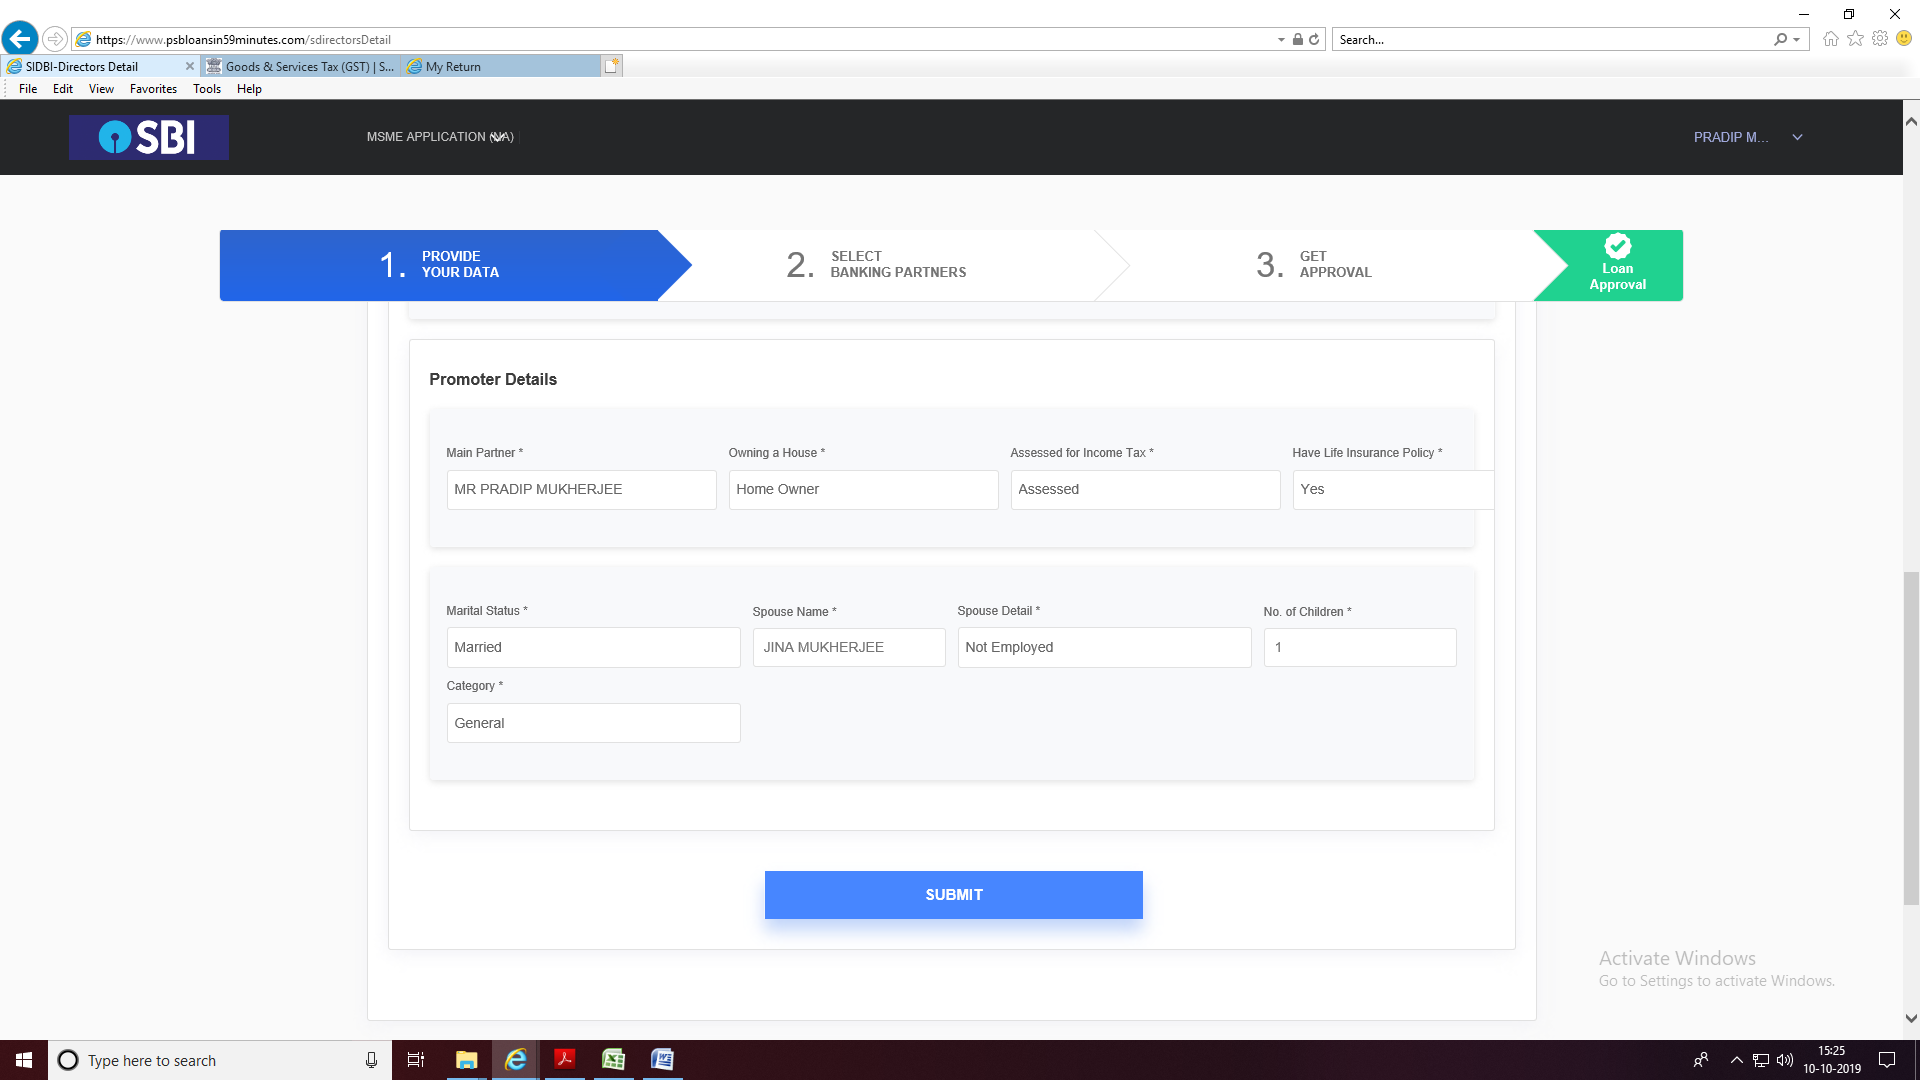 https://www.psbloansin59minutes.com/sdirectorsDetail
Search...
SIDBI-Directors Detail
Goods & Services Tax (GST) | S...
My Return
File Edit View Favorites Tools Help
SBI
MSME APPLICATION (NA)
PRADIP M...
1. PROVIDE
YOUR DATA
2. SELECT
BANKING PARTNERS
3. GET
APPROVAL
Loan
Approval
Promoter Details
Main Partner * Owning a House * Assessed for Income Tax * Have Life Insurance Policy *
MR PRADIP MUKHERJEE Home Owner Assessed Yes
Marital Status * Spouse Name * Spouse Detail * No. of Children *
Married JINA MUKHERJEE Not Employed 1
Category *
General
SUBMIT
Activate Windows
Go to Settings to activate Windows.
Type here to search
15:25
10-10-2019